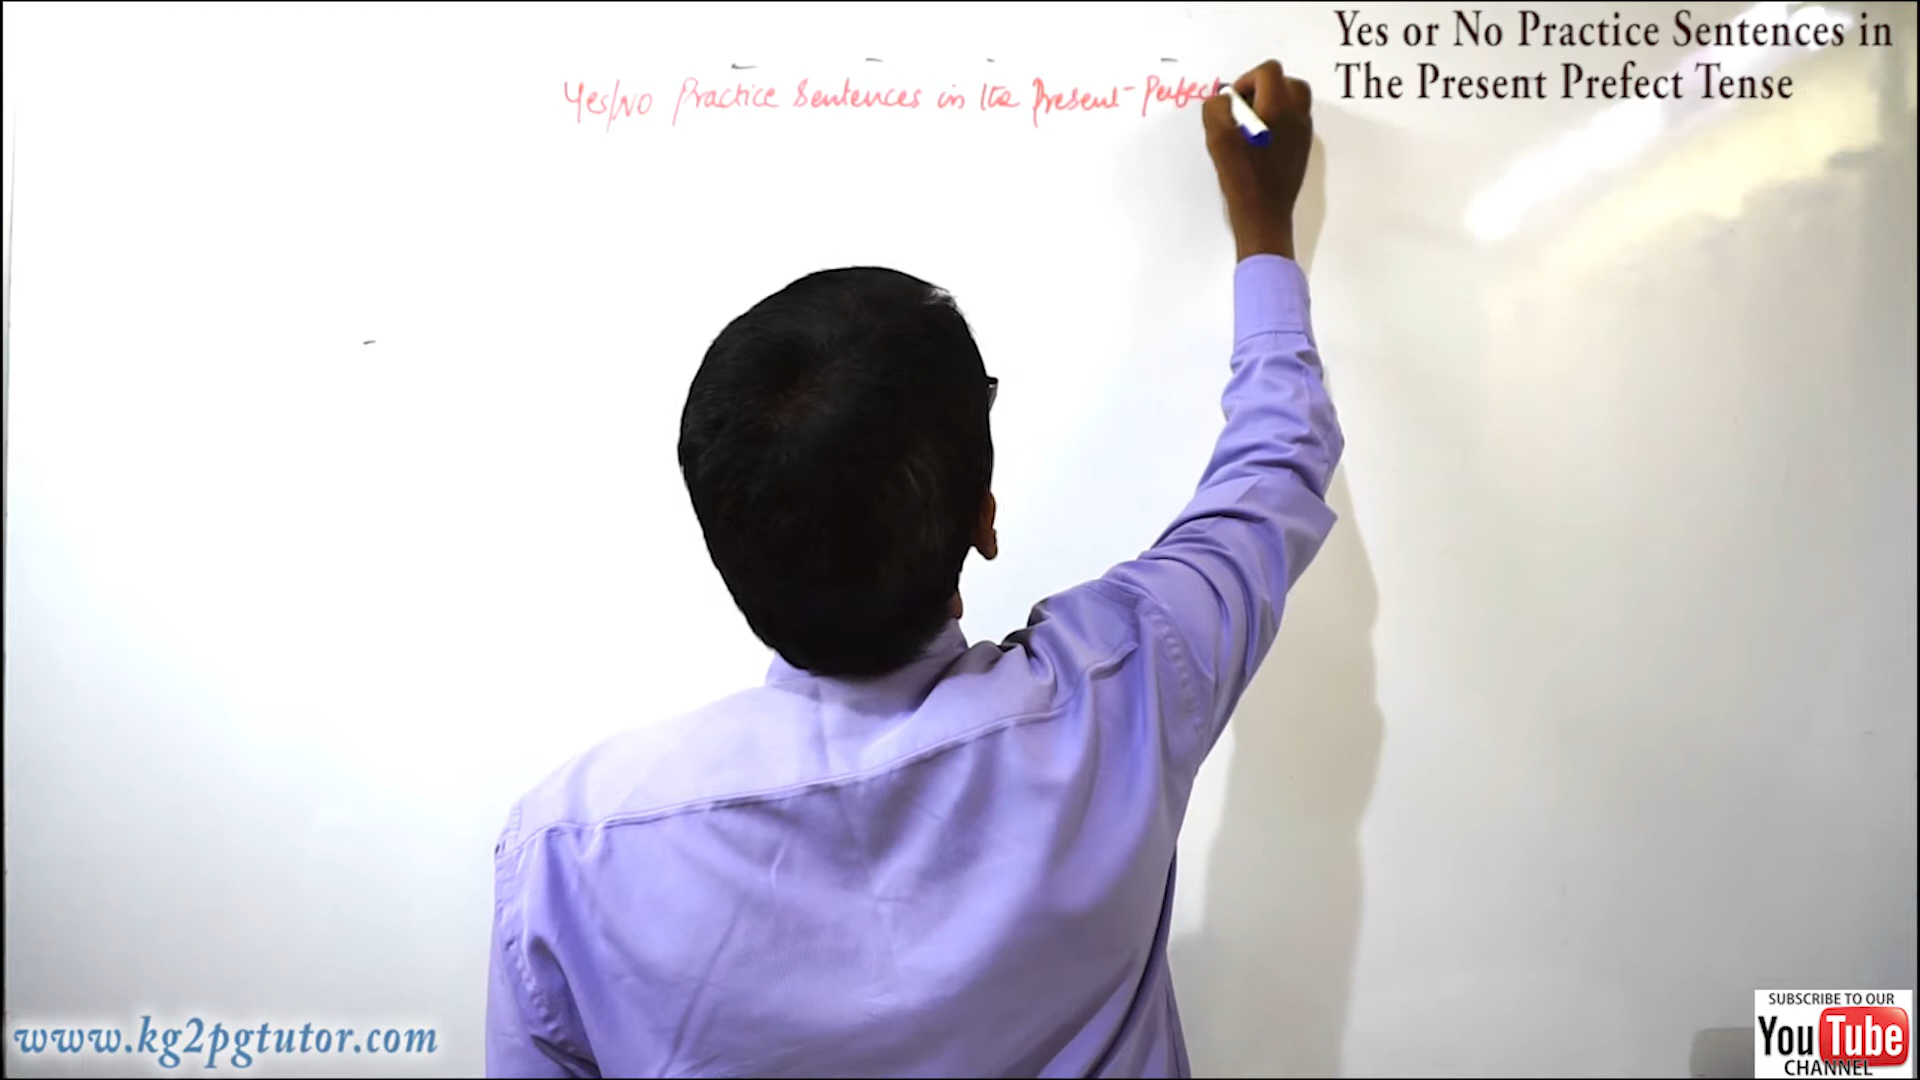 Yes or No Practice Sentences in
The Present Prefect Tense
Yes/No Practice Sentences in the Present Perfect
www.kg2pgtutor.com
SUBSCRIBE TO OUR
YouTube
CHANNEL